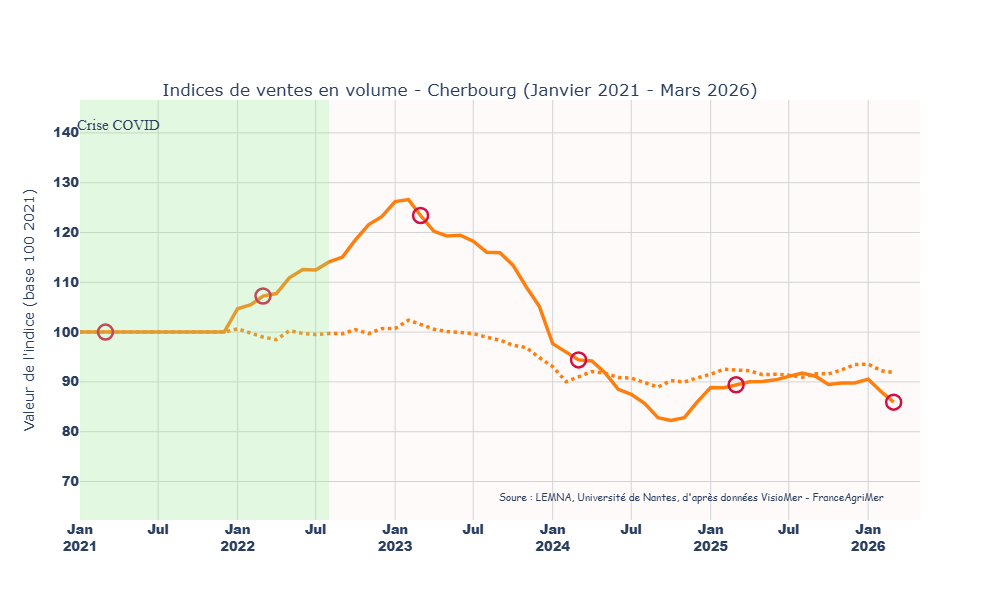 Indices de ventes en volume - Cherbourg (Janvier 2021 - Mars 2026)
Crise COVID
Valeur de l'indice (base 100 2021)
140
130
120
110
100
90
80
70
Soure : LEMNA, Université de Nantes, d'après données VisioMer - FranceAgriMer
Jan Jul Jan Jul Jan Jul Jan Jul Jan Jul Jan
2021 2022 2023 2024 2025 2026